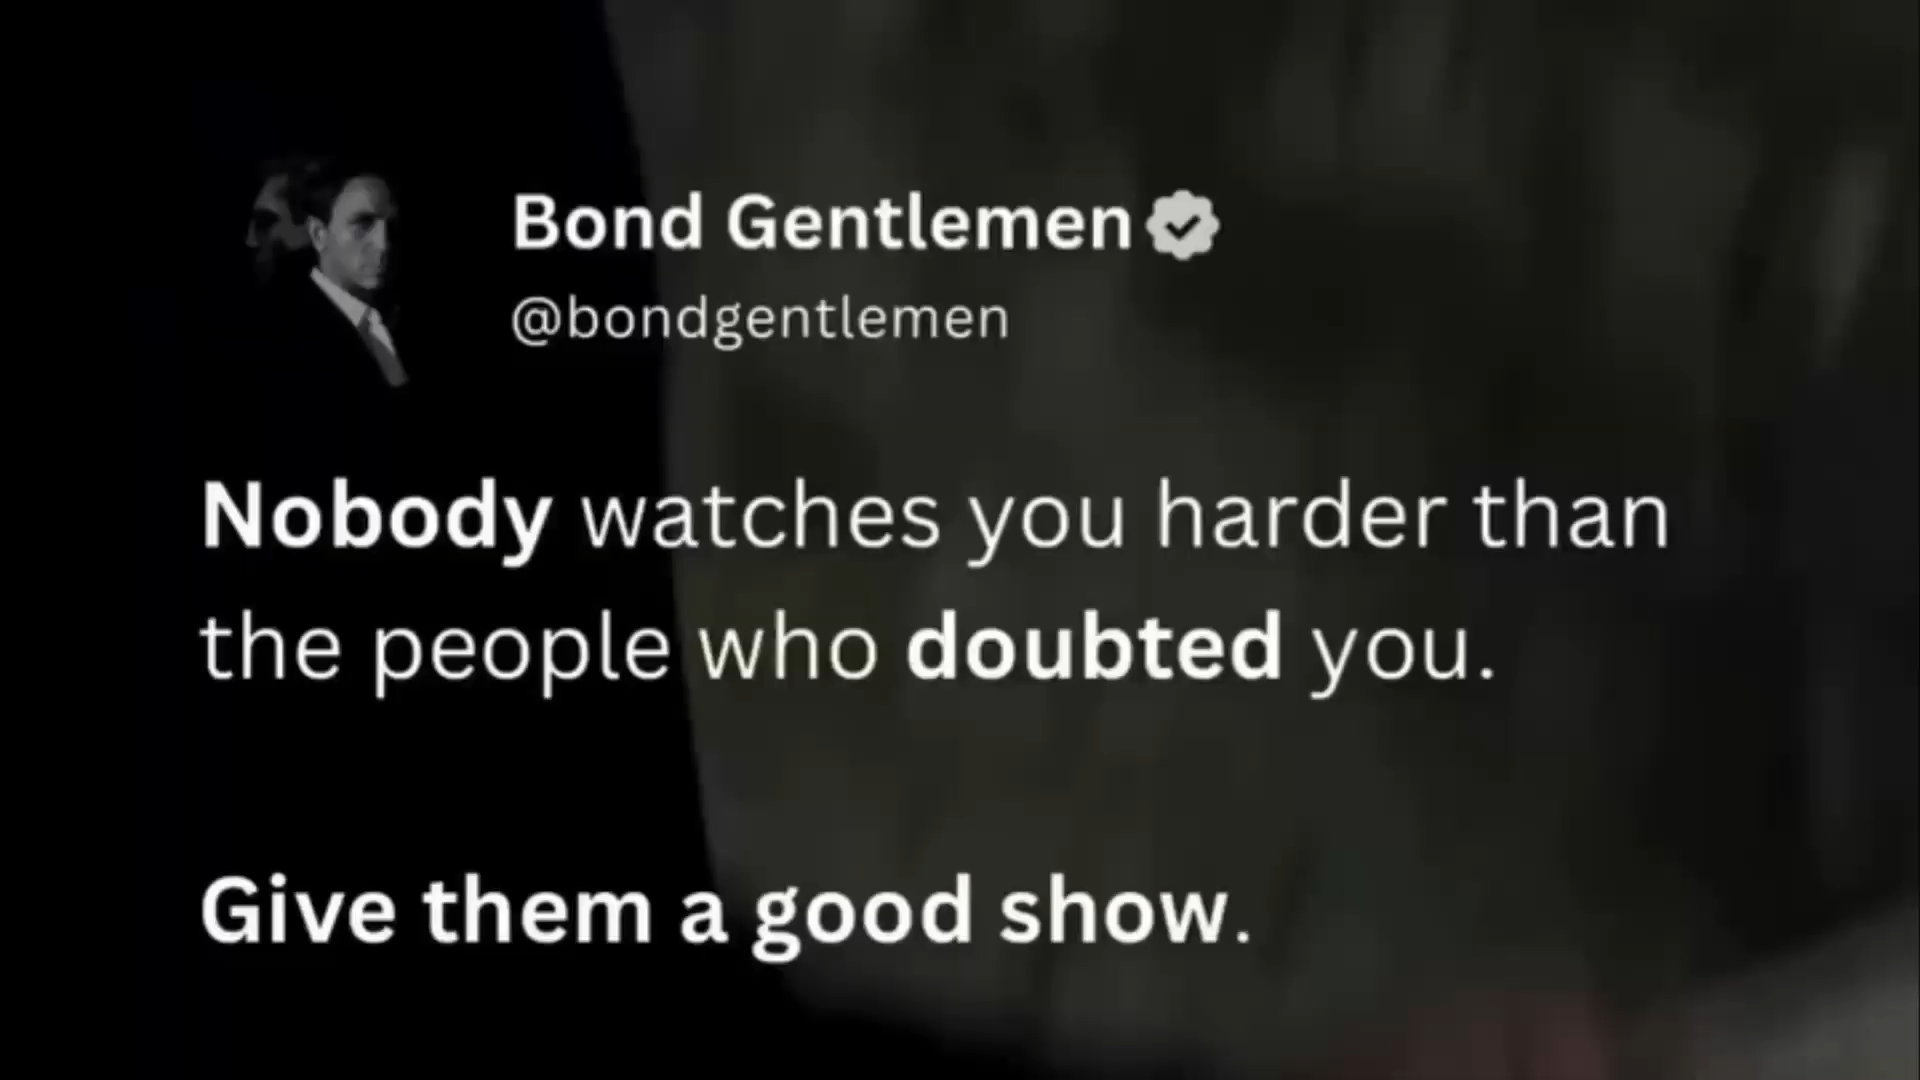 Bond Gentlemen
@bondgentlemen
Nobody watches you harder than
the people who doubted you.
Give them a good show.